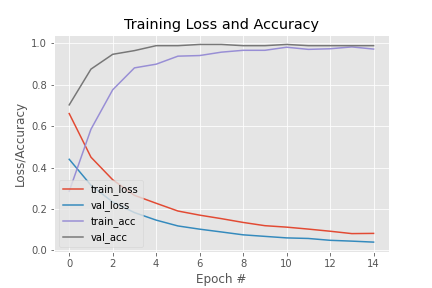 Training Loss and Accuracy
Loss/Accuracy
1.0
0.8
0.6
0.4
0.2
0.0
train_loss
val_loss
train_acc
val_acc
0 2 4 6 8 10 12 14
Epoch #